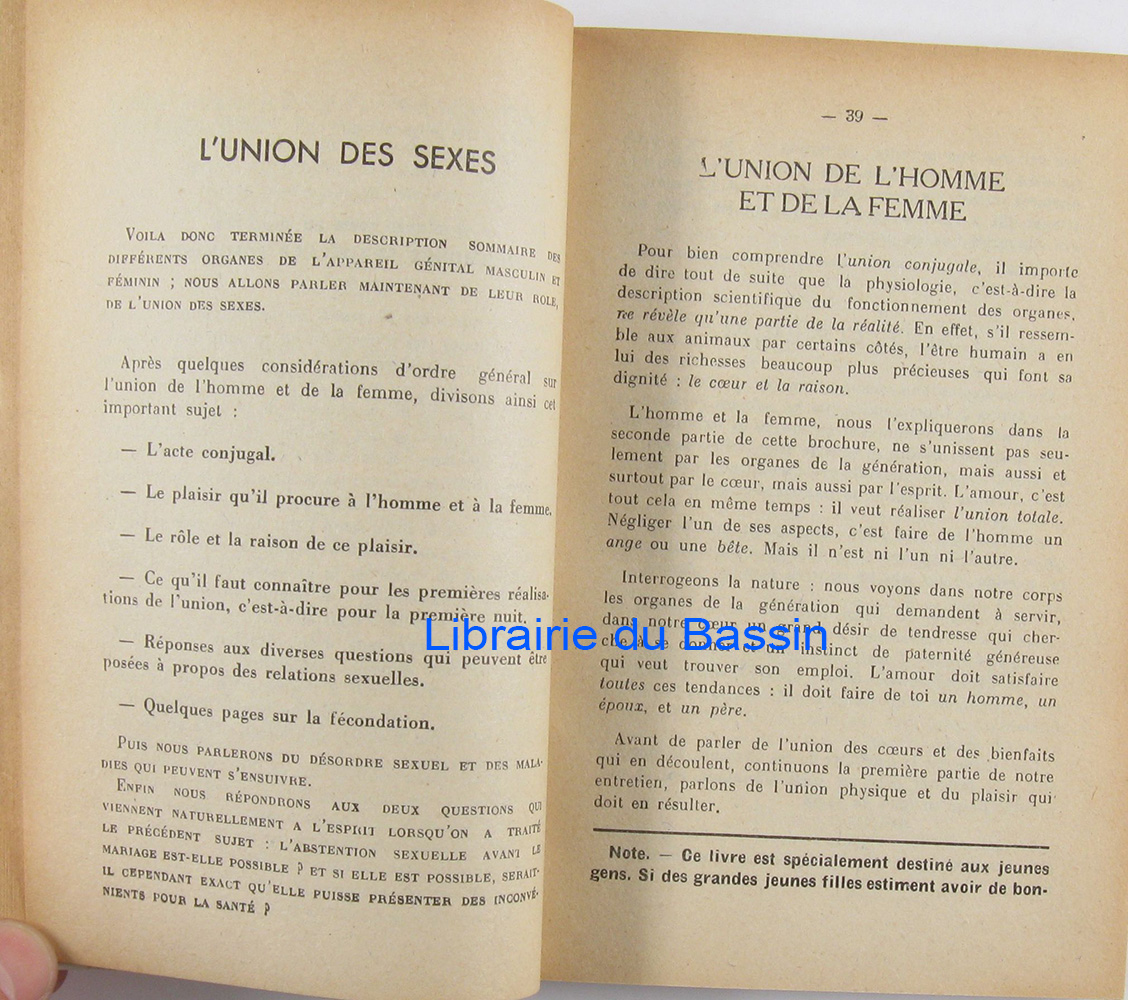 L'UNION DES SEXES
VOILA DONC TERMINÉE LA DESCRIPTION SOMMAIRE DES
DIFFÉRENTS ORGANES DE L'APPAREIL GÉNITAL MASCULIN ET
FÉMININ ; NOUS ALLONS PARLER MAINTENANT DE LEUR ROLE,
DE L'UNION DES SEXES.
Après quelques considérations d'ordre général sur
l'union de l'homme et de la femme, divisons ainsi cet
important sujet :
— L'acte conjugal.
— Le plaisir qu'il procure à l'homme et à la femme.
— Le rôle et la raison de ce plaisir.
— Ce qu'il faut connaître pour les premières réalisa-
tions de l'union, c'est-à-dire pour la première nuit.
— Réponses aux diverses questions qui peuvent être
posées à propos des relations sexuelles.
— Quelques pages sur la fécondation.
PUIS NOUS PARLERONS DU DÉSORDRE SEXUEL ET DES MALA-
DIES QUI PEUVENT S'ENSUIVRE.
ENFIN NOUS RÉPONDRONS AUX DEUX QUESTIONS QUI
VIENNENT NATURELLEMENT A L'ESPRIT LORSQU'ON A TRAITÉ
LE PRÉCÉDENT SUJET : L'ABSTENTION SEXUELLE AVANT LE
MARIAGE EST-ELLE POSSIBLE ? ET SI ELLE EST POSSIBLE, SERAIT-
IL CEPENDANT EXACT QU'ELLE PUISSE PRÉSENTER DES INCONVÉ-
NIENTS POUR LA SANTÉ ?
— 39 —
L'UNION DE L'HOMME
ET DE LA FEMME
Pour bien comprendre l'union conjugale, il importe
de dire tout de suite que la physiologie, c'est-à-dire la
description scientifique du fonctionnement des organes,
ne révèle qu'une partie de la réalité. En effet, s'il ressem-
ble aux animaux par certains côtés, l'être humain a en
lui des richesses beaucoup plus précieuses qui font sa
dignité : le cœur et la raison.
L'homme et la femme, nous l'expliquerons dans la
seconde partie de cette brochure, ne s'unissent pas seu-
lement par les organes de la génération, mais aussi et
surtout par le cœur, mais aussi par l'esprit. L'amour, c'est
tout cela en même temps : il veut réaliser l'union totale.
Négliger l'un de ses aspects, c'est faire de l'homme un
ange ou une bête. Mais il n'est ni l'un ni l'autre.
Interrogeons la nature : nous voyons dans notre corps
les organes de la génération qui demandent à servir,
dans notre cœur un grand désir de tendresse qui cher-
che à se donner et un instinct de paternité généreuse
qui veut trouver son emploi. L'amour doit satisfaire
toutes ces tendances : il doit faire de toi un homme, un
époux, et un père.
Avant de parler de l'union des cœurs et des bienfaits
qui en découlent, continuons la première partie de notre
entretien, parlons de l'union physique et du plaisir qui
doit en résulter.
Note. — Ce livre est spécialement destiné aux jeunes
gens. Si des grandes jeunes filles estiment avoir de bon-
Librairie du Bassin